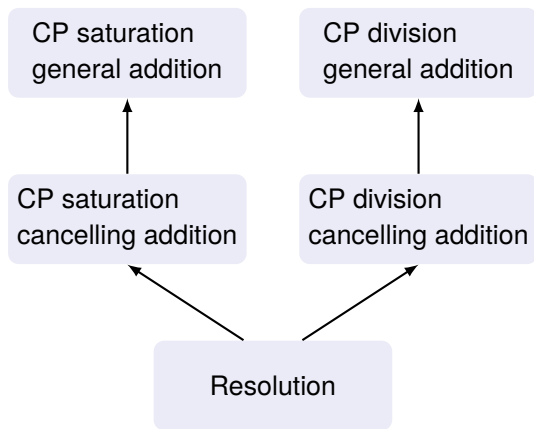 CP saturation
general addition
CP division
general addition
CP saturation
cancelling addition
CP division
cancelling addition
Resolution